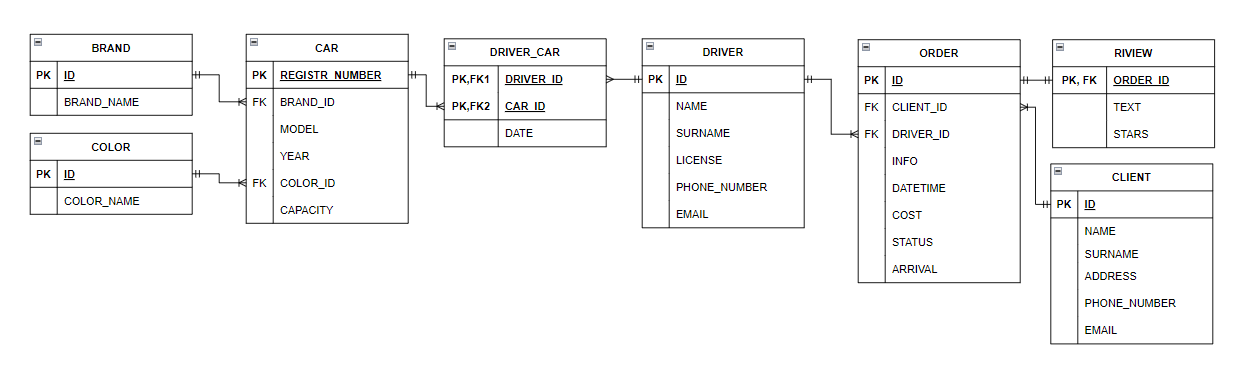 BRAND
PK ID
BRAND_NAME
COLOR
PK ID
COLOR_NAME
CAR
PK REGISTR_NUMBER
FK BRAND_ID
MODEL
YEAR
FK COLOR_ID
CAPACITY
DRIVER_CAR
PK,FK1 DRIVER_ID
PK,FK2 CAR_ID
DATE
DRIVER
PK ID
NAME
SURNAME
LICENSE
PHONE_NUMBER
EMAIL
ORDER
PK ID
FK CLIENT_ID
FK DRIVER_ID
INFO
DATETIME
COST
STATUS
ARRIVAL
RIVIEW
PK, FK ORDER_ID
TEXT
STARS
CLIENT
PK ID
NAME
SURNAME
ADDRESS
PHONE_NUMBER
EMAIL